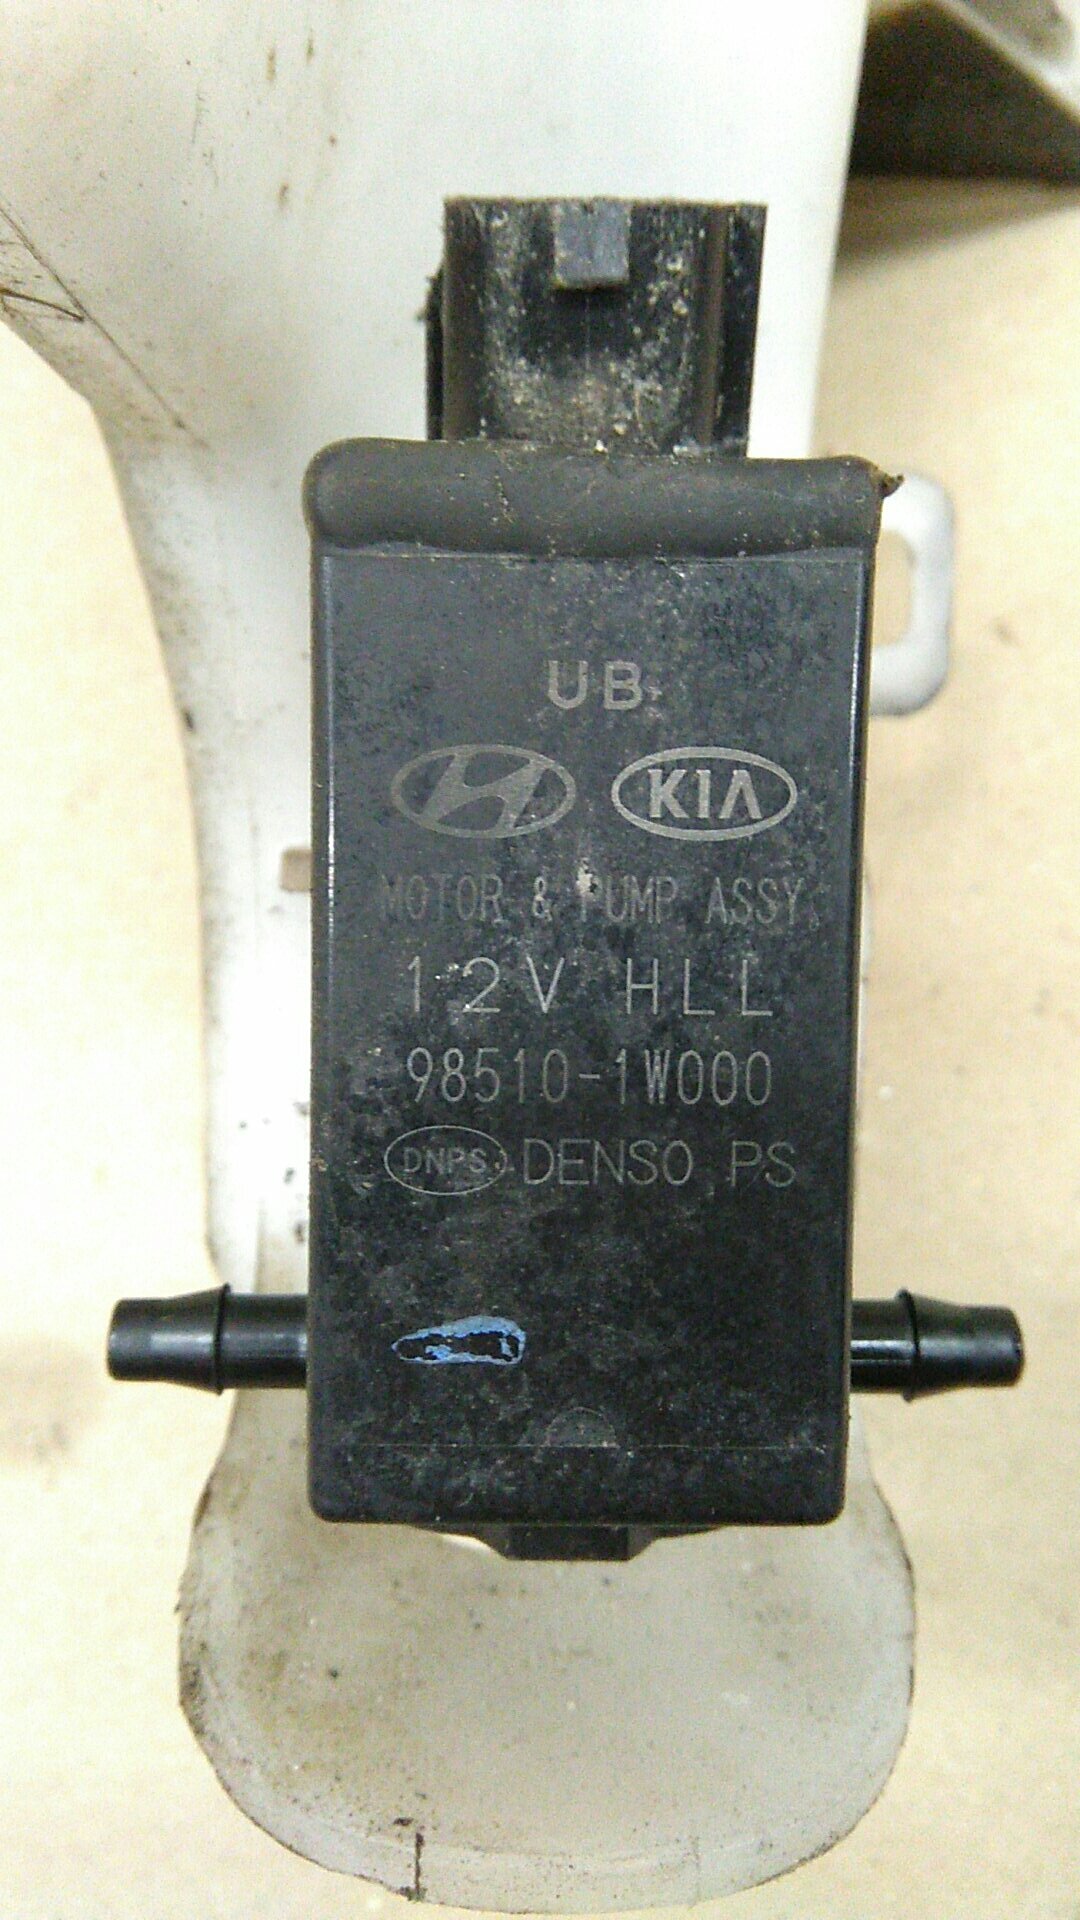 UB
H KIA
MOTOR & PUMP ASSY
12V HLL
98510-1W000
DNPS DENSO PS